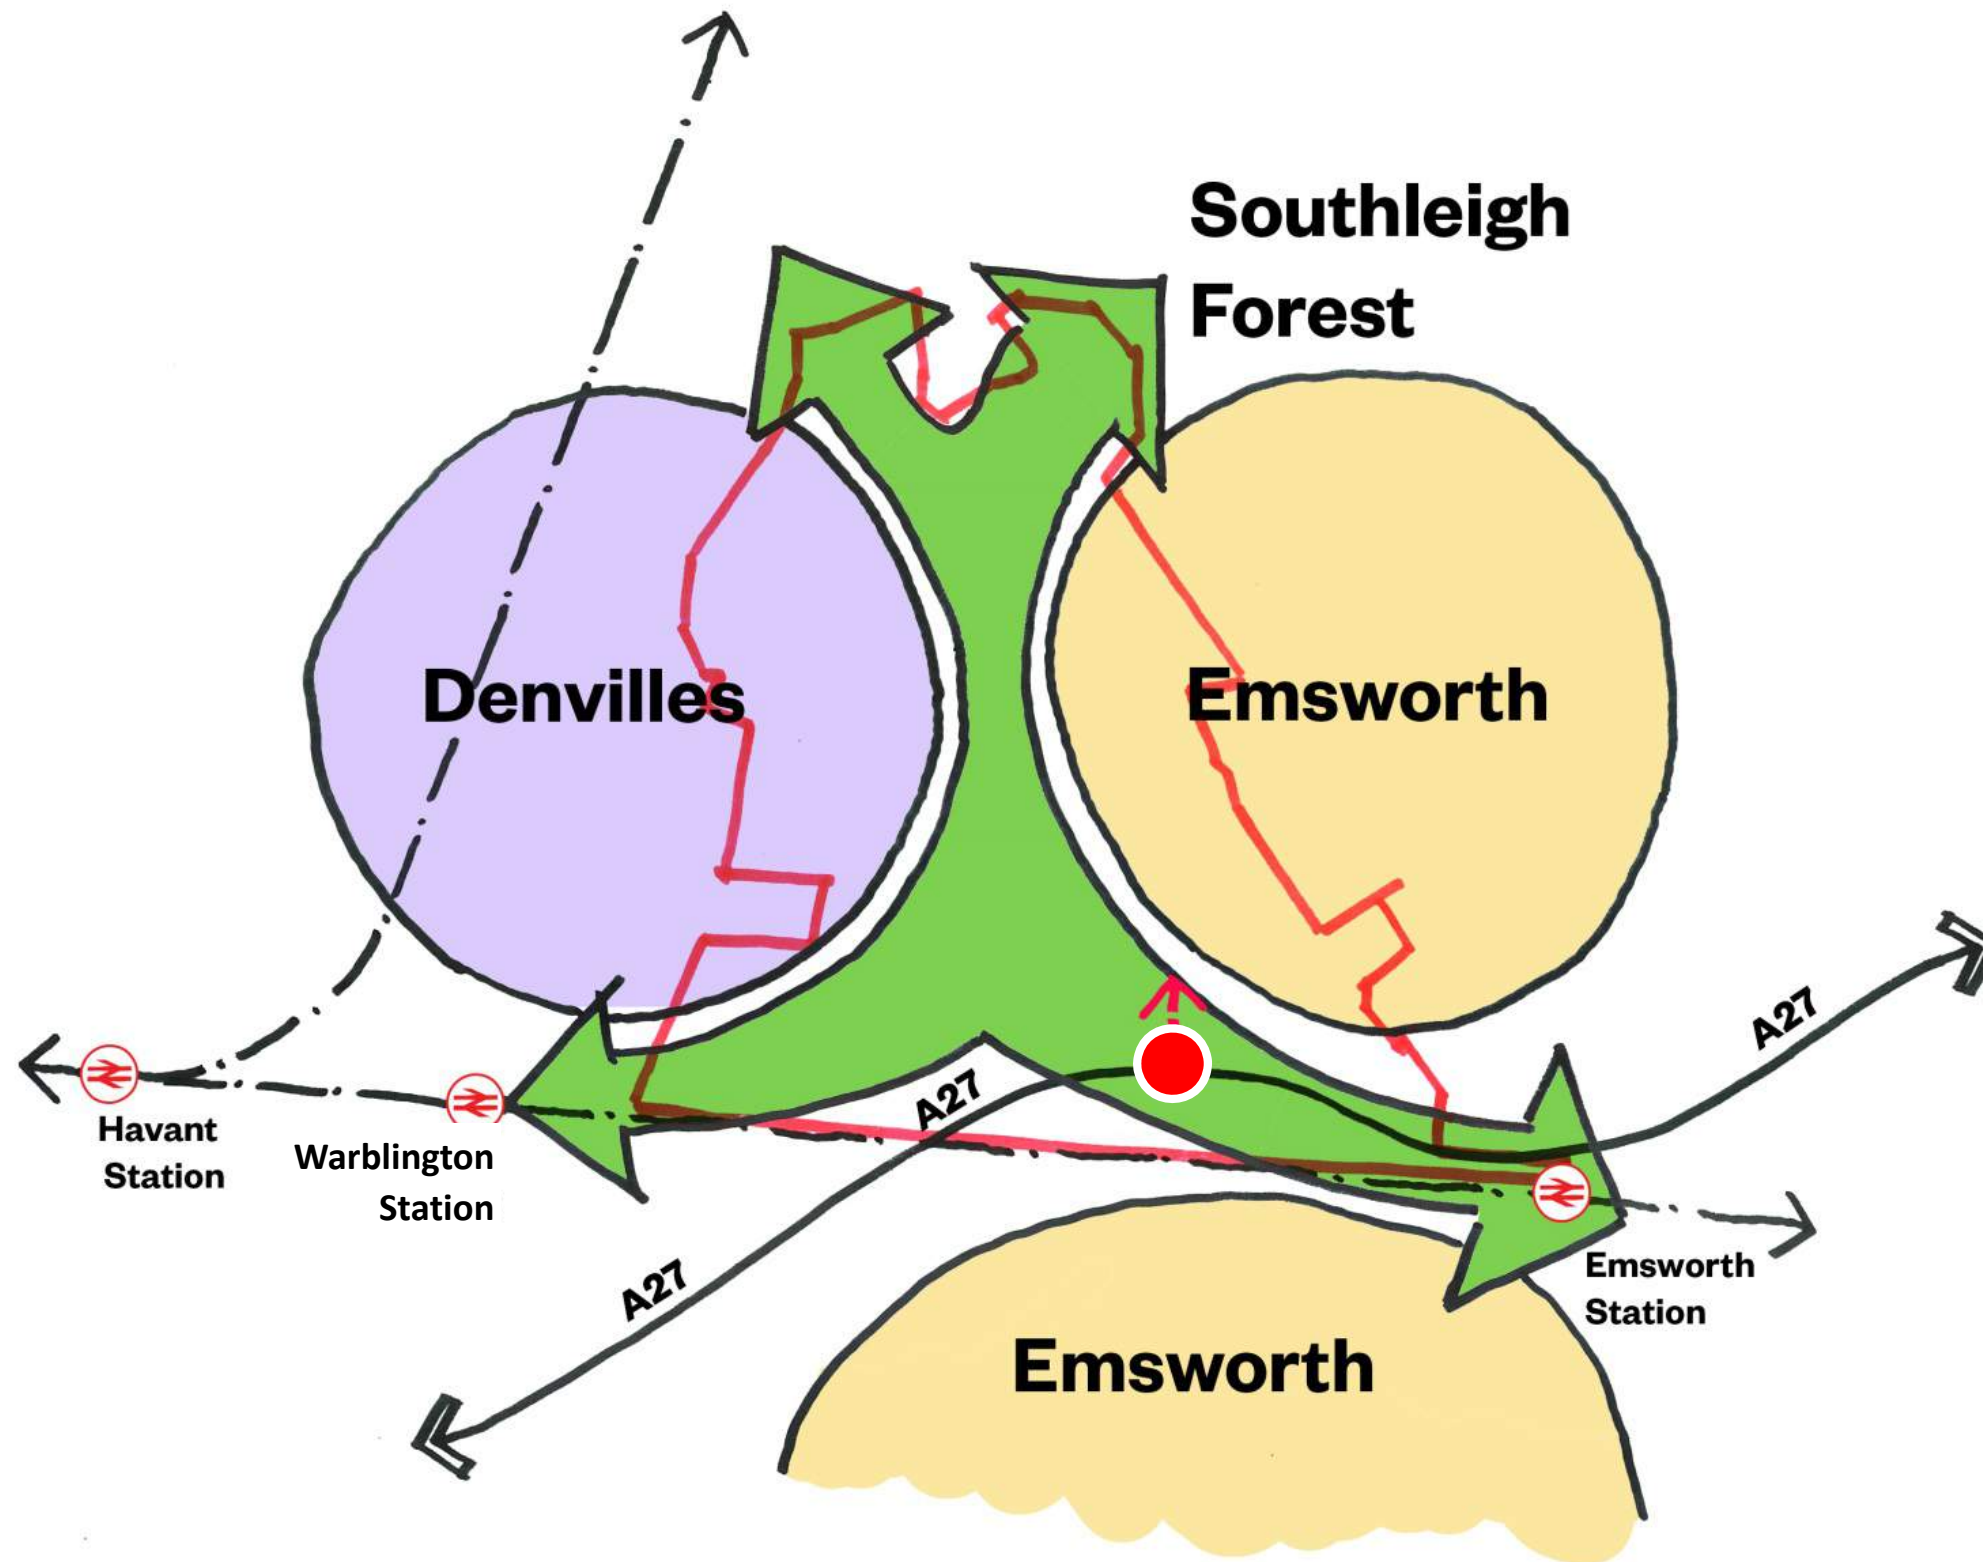 Southleigh
Forest
Denvilles
Emsworth
A27
A27
Havant
Station
Warblington
Station
A27
Emsworth
Station
Emsworth